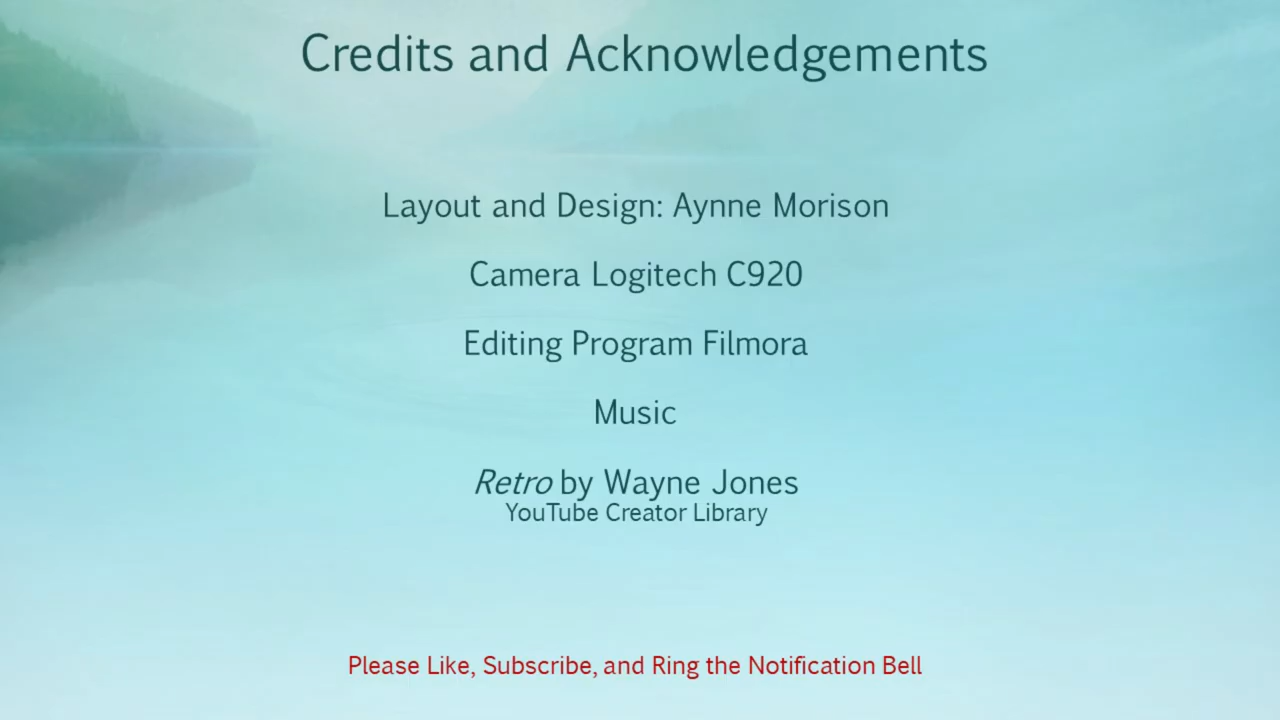 Credits and Acknowledgements
Layout and Design: Aynne Morison
Camera Logitech C920
Editing Program Filmora
Music
Retro by Wayne Jones
YouTube Creator Library
Please Like, Subscribe, and Ring the Notification Bell